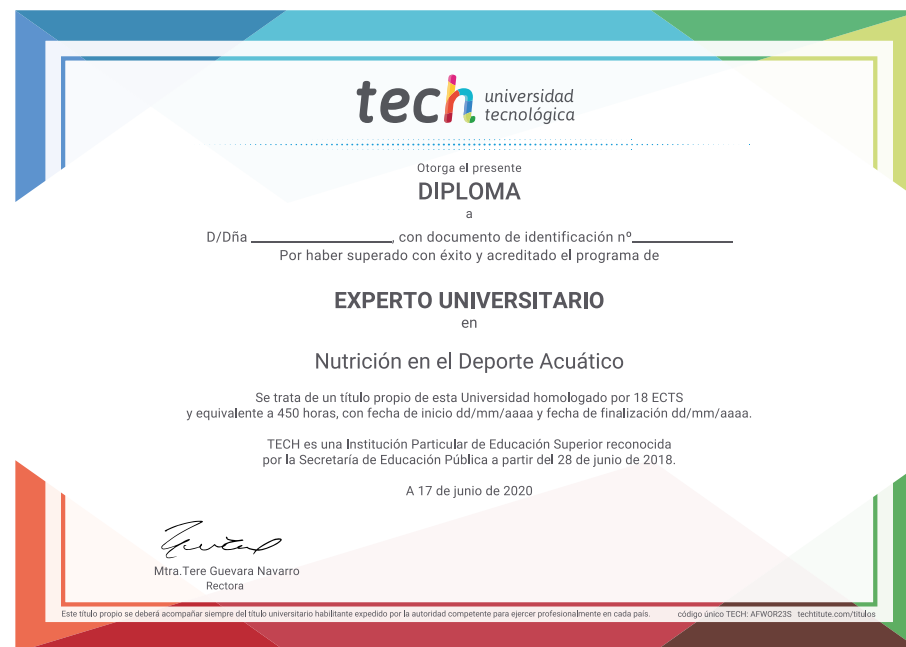 tech universidad
tecnológica
Otorga el presente
DIPLOMA
a
D/Dña ____________________, con documento de identificación nº______________
Por haber superado con éxito y acreditado el programa de
EXPERTO UNIVERSITARIO
en
Nutrición en el Deporte Acuático
Se trata de un título propio de esta Universidad homologado por 18 ECTS
y equivalente a 450 horas, con fecha de inicio dd/mm/aaaa y fecha de finalización dd/mm/aaaa.
TECH es una Institución Particular de Educación Superior reconocida
por la Secretaría de Educación Pública a partir del 28 de junio de 2018.
A 17 de junio de 2020
Mtra.Tere Guevara Navarro
Rectora
Este título propio se deberá acompañar siempre del título universitario habilitante expedido por la autoridad competente para ejercer profesionalmente en cada país. código único TECH: AFWOR23S techtitute.com/titulos